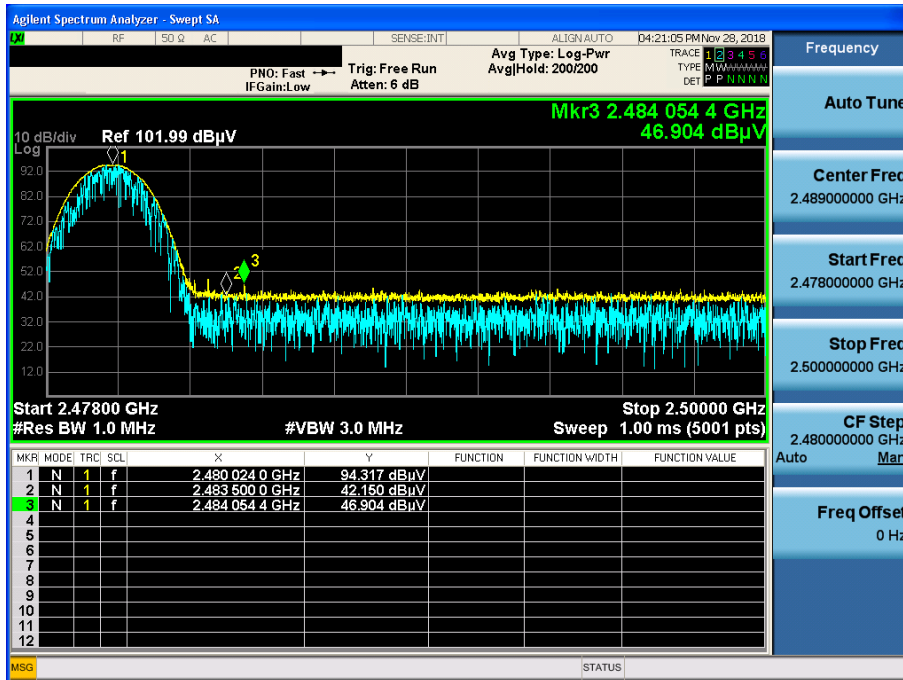 Agilent Spectrum Analyzer - Swept SA
LXI RF 50 Ω AC SENSE:INT ALIGN AUTO 04:21:05 PM Nov 28, 2018
PNO: Fast
IFGain:Low
Trig: Free Run
Atten: 6 dB
Avg Type: Log-Pwr
Avg|Hold: 200/200
TRACE 1 2 3 4 5 6
TYPE M W W W W W
DET P P N N N N
Mkr3 2.484 054 4 GHz
46.904 dBµV
10 dB/div Ref 101.99 dBµV
Log
92.0
82.0
72.0
62.0
52.0
42.0
32.0
22.0
12.0
1
2
3
Start 2.47800 GHz Stop 2.50000 GHz
#Res BW 1.0 MHz #VBW 3.0 MHz Sweep 1.00 ms (5001 pts)
MKR MODE TRC SCL X Y FUNCTION FUNCTION WIDTH FUNCTION VALUE
1 N 1 f 2.480 024 0 GHz 94.317 dBµV
2 N 1 f 2.483 500 0 GHz 42.150 dBµV
3 N 1 f 2.484 054 4 GHz 46.904 dBµV
4
5
6
7
8
9
10
11
12
MSG STATUS
Frequency
Auto Tune
Center Freq
2.489000000 GHz
Start Freq
2.478000000 GHz
Stop Freq
2.500000000 GHz
CF Step
2.480000000 GHz
Auto Man
Freq Offset
0 Hz